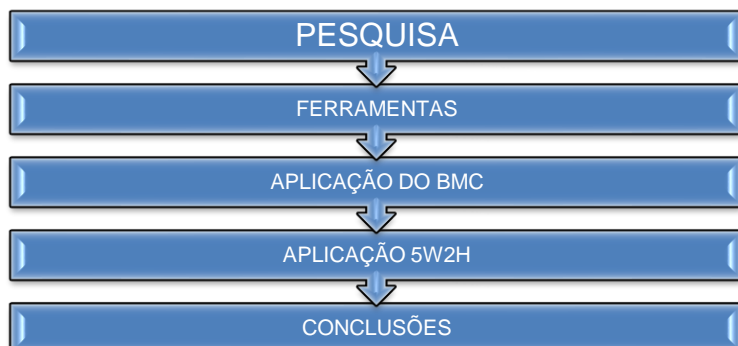 PESQUISA
FERRAMENTAS
APLICAÇÃO DO BMC
APLICAÇÃO 5W2H
CONCLUSÕES